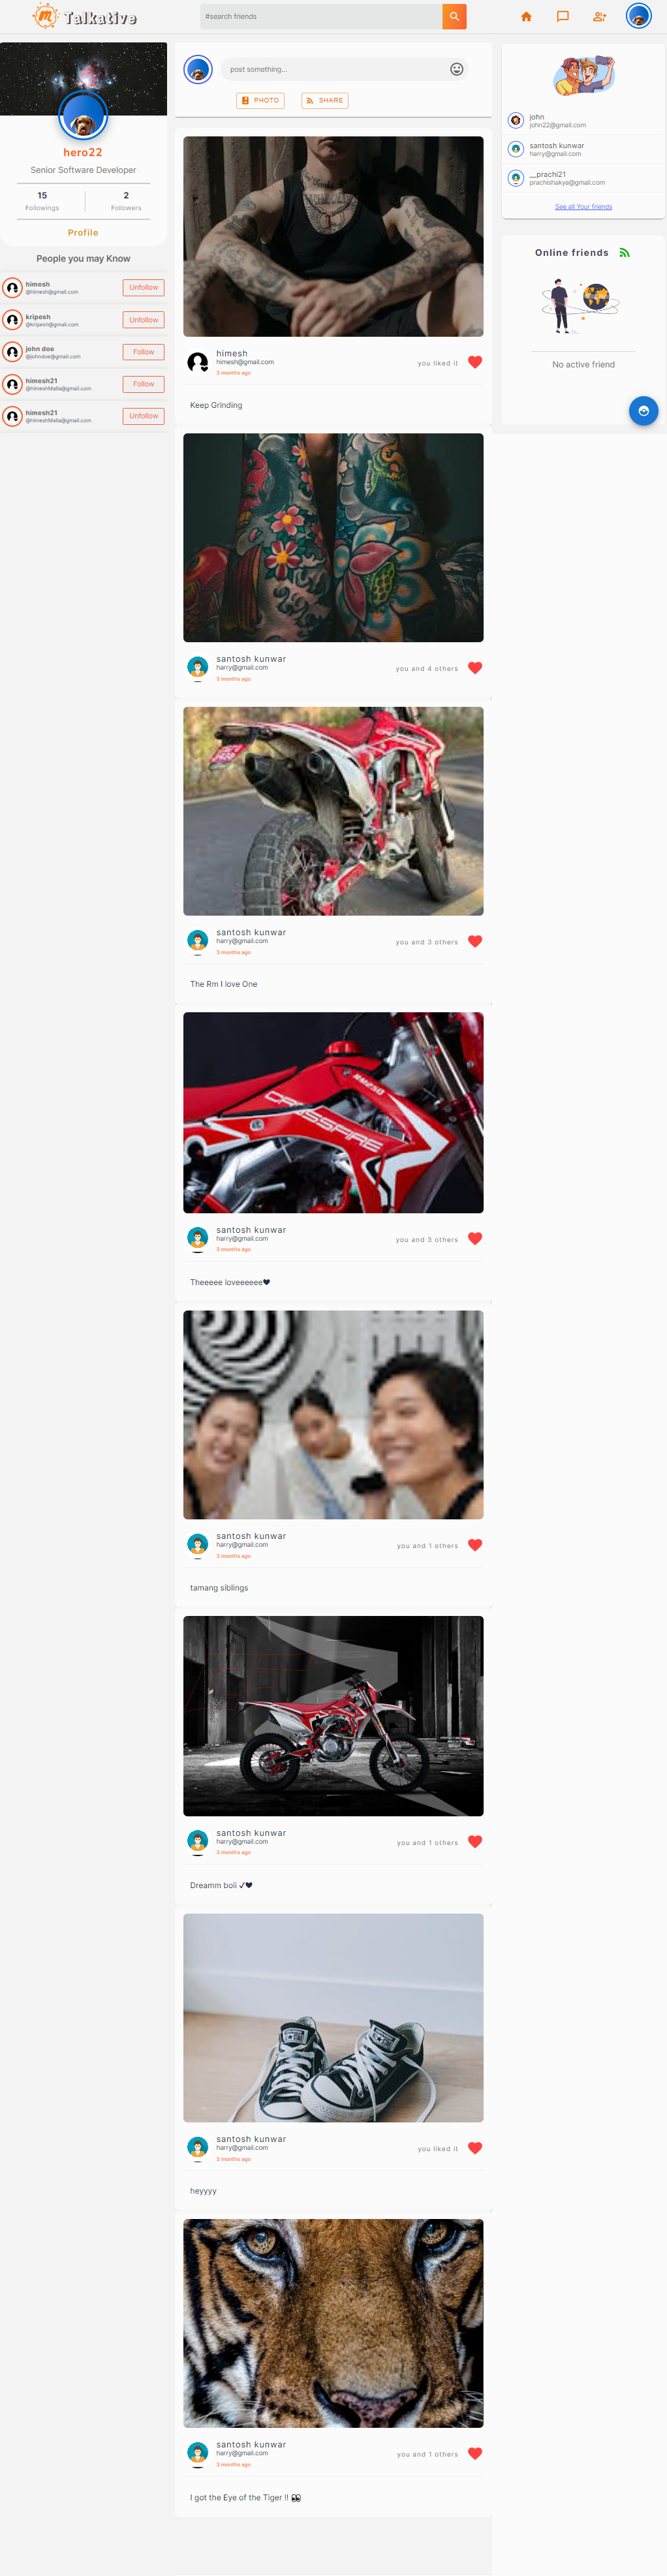 Talkative
#search friends
hero22
Senior Software Developer
15
2
Followings
Followers
Profile
People you may Know
himesh
@himesh@gmail.com
Unfollow
kripesh
@kripesh@gmail.com
Unfollow
john doe
@johndoe@gmail.com
Follow
himesh21
@himeshMalla@gmail.com
Follow
himesh21
@himeshMalla@gmail.com
Unfollow
post something...
PHOTO
SHARE
himesh
himesh@gmail.com
3 months ago
you liked it
Keep Grinding
santosh kunwar
harry@gmail.com
3 months ago
you and 4 others
santosh kunwar
harry@gmail.com
3 months ago
you and 3 others
The Rm I love One
RM250
CROSSFIRE
santosh kunwar
harry@gmail.com
3 months ago
you and 3 others
Theeeee loveeeeee🖤
santosh kunwar
harry@gmail.com
3 months ago
you and 1 others
tamang siblings
santosh kunwar
harry@gmail.com
3 months ago
you and 1 others
Dreamm boii ✓🖤
santosh kunwar
harry@gmail.com
3 months ago
you liked it
heyyyy
santosh kunwar
harry@gmail.com
3 months ago
you and 1 others
I got the Eye of the Tiger !! 👀
john
john22@gmail.com
santosh kunwar
harry@gmail.com
__prachi21
prachishakya@gmail.com
See all Your friends
Online friends
No active friend